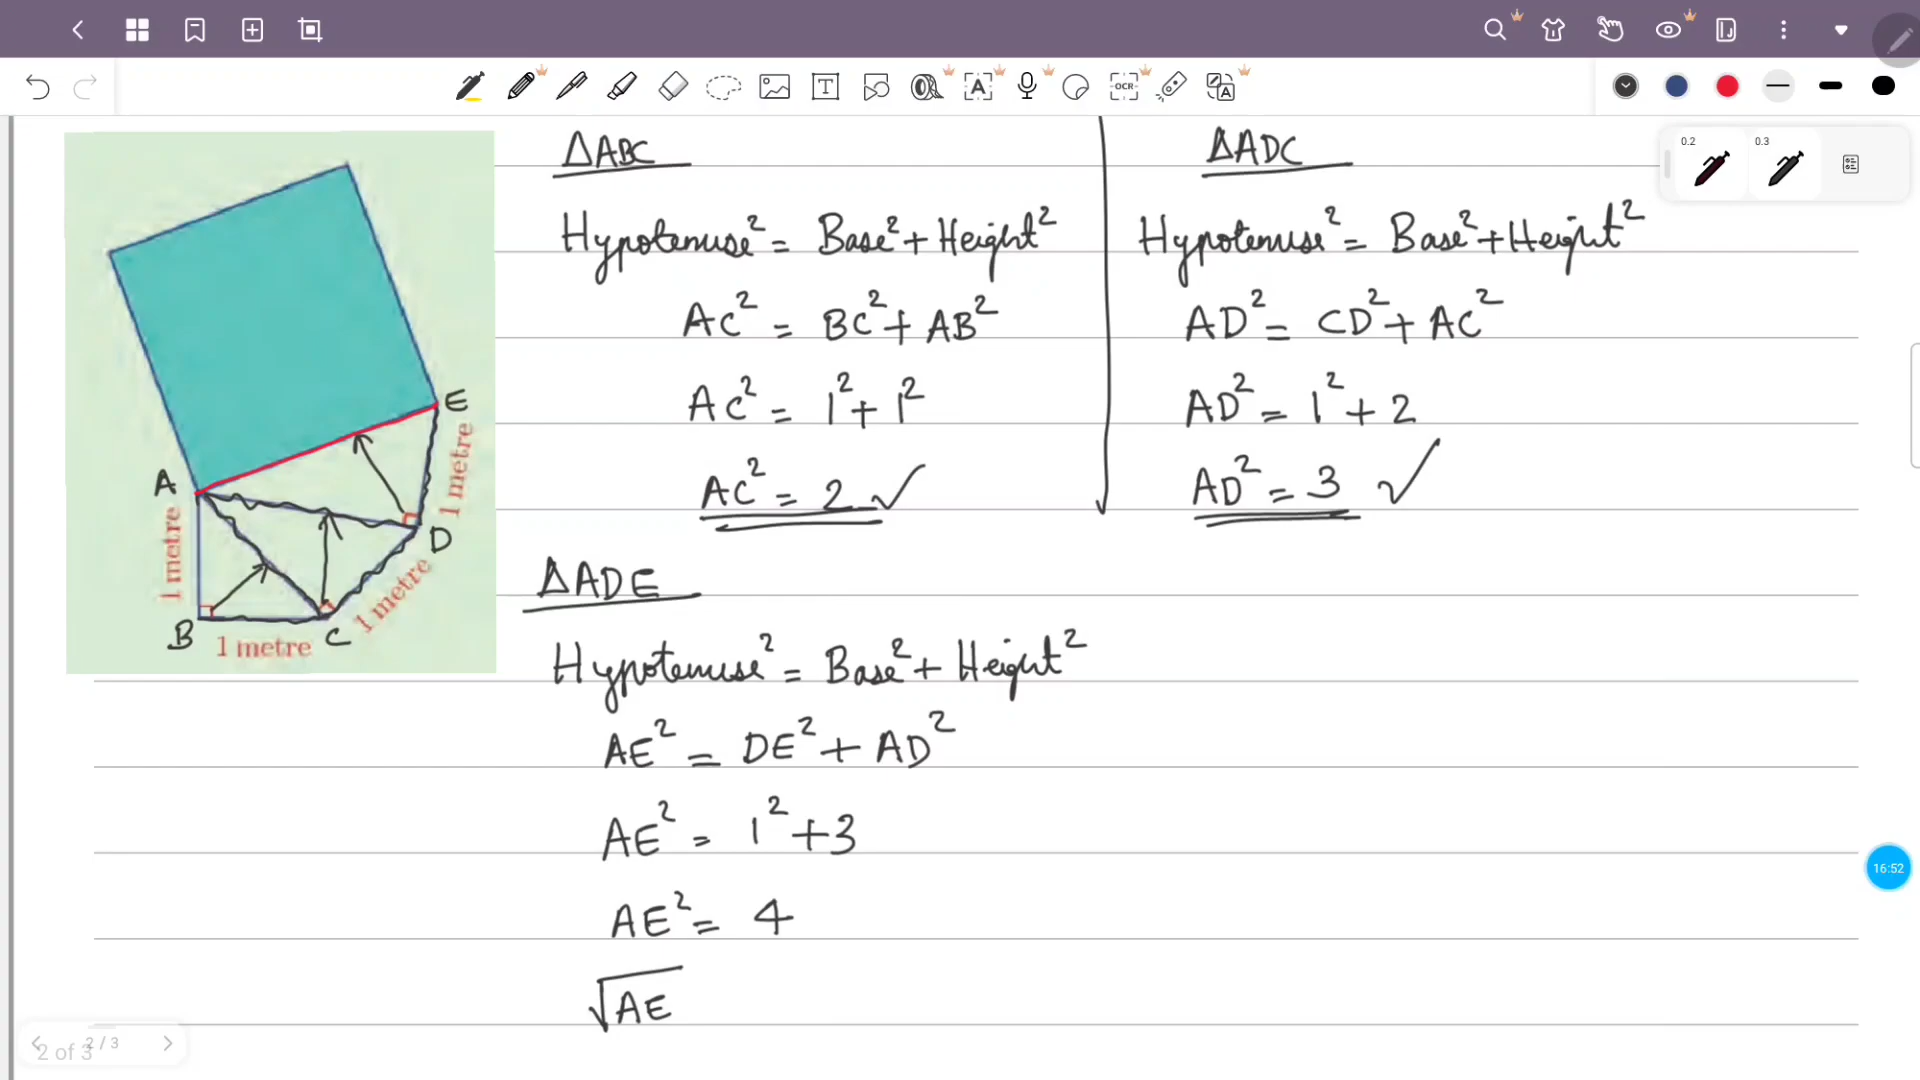 OCR
0.2
0.3
ΔABC
Hypotenuse² = Base² + Height²
AC² = BC² + AB²
AC² = 1² + 1²
AC² = 2 ✓
ΔADC
Hypotenuse² = Base² + Height²
AD² = CD² + AC²
AD² = 1² + 2
AD² = 3 ✓
A
E
D
B
C
1 metre
1 metre
1 metre
1 metre
ΔADE
Hypotenuse² = Base² + Height²
AE² = DE² + AD²
AE² = 1² + 3
AE² = 4
√AE
16:52
2 / 3
2 of 3